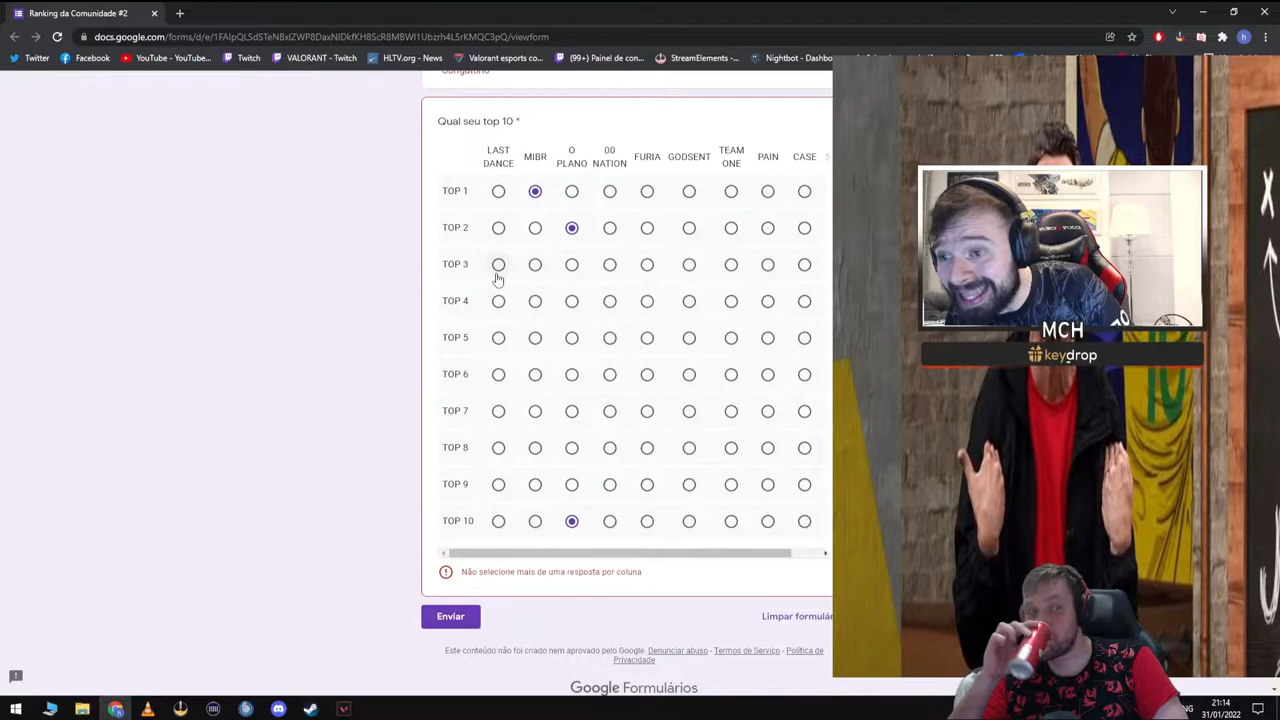 Ranking da Comunidade #2
docs.google.com/forms/d/e/1FAIpQLSdSTeNBxIZWP8DaxNIDkfKH8ScR8MBWI1Ubzrh4L5rKMQC3pQ/viewform
Twitter Facebook YouTube - YouTube... Twitch VALORANT - Twitch HLTV.org - News Valorant esports co... (99+) Painel de con... StreamElements -... Nightbot - Dashbo
Obrigatório
Qual seu top 10 *
LAST DANCE MIBR O PLANO 00 NATION FURIA GODSENT TEAM ONE PAIN CASE
TOP 1
TOP 2
TOP 3
TOP 4
TOP 5
TOP 6
TOP 7
TOP 8
TOP 9
TOP 10
Não selecione mais de uma resposta por coluna
Enviar
Limpar formulár
Este conteúdo não foi criado nem aprovado pelo Google. Denunciar abuso - Termos de Serviço - Política de
Privacidade
Google Formulários
MCH
keydrop
ENG
21:14
31/01/2022